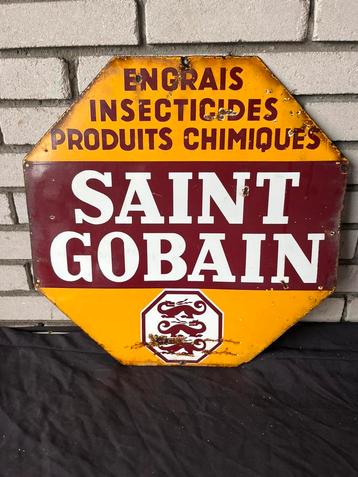 ENGRAIS
INSECTICIDES
PRODUITS CHIMIQUES
SAINT
GOBAIN